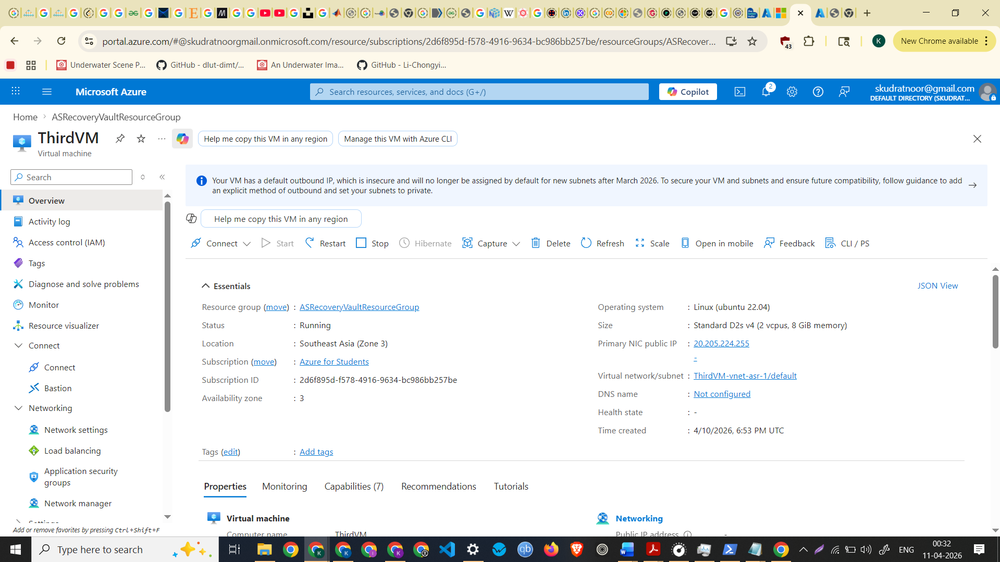 portal.azure.com/#@skudratnoorgmail.onmicrosoft.com/resource/subscriptions/2d6f895d-f578-4916-9634-bc986bb257be/resourceGroups/ASRecover...
43
K
New Chrome available
Underwater Scene P...
GitHub - dlut-dimt/...
An Underwater Ima...
GitHub - Li-Chongyi...
Microsoft Azure
Search resources, services, and docs (G+/)
Copilot
2
skudratnoor@gmail.com
DEFAULT DIRECTORY (SKUDRAT...
Home
ASRecoveryVaultResourceGroup
ThirdVM
Virtual machine
Help me copy this VM in any region
Manage this VM with Azure CLI
Search
Your VM has a default outbound IP, which is insecure and will no longer be assigned by default for new subnets after March 2026. To secure your VM and subnets and ensure future compatibility, follow guidance to add
an explicit method of outbound and set your subnets to private.
Help me copy this VM in any region
Connect
Start
Restart
Stop
Hibernate
Capture
Delete
Refresh
Scale
Open in mobile
Feedback
CLI / PS
Overview
Activity log
Access control (IAM)
Tags
Diagnose and solve problems
Monitor
Resource visualizer
Connect
Connect
Bastion
Networking
Network settings
Load balancing
Application security
groups
Network manager
Settings
Add or remove favorites by pressing Ctrl+Shift+F
Essentials
JSON View
Resource group (move) : ASRecoveryVaultResourceGroup
Status : Running
Location : Southeast Asia (Zone 3)
Subscription (move) : Azure for Students
Subscription ID : 2d6f895d-f578-4916-9634-bc986bb257be
Availability zone : 3
Operating system : Linux (ubuntu 22.04)
Size : Standard D2s v4 (2 vcpus, 8 GiB memory)
Primary NIC public IP : 20.205.224.255
-
Virtual network/subnet : ThirdVM-vnet-asr-1/default
DNS name : Not configured
Health state : -
Time created : 4/10/2026, 6:53 PM UTC
Tags (edit) : Add tags
Properties
Monitoring
Capabilities (7)
Recommendations
Tutorials
Virtual machine
Computer name ThirdVM
Networking
Public IP address -
Type here to search
ENG
00:32
11-04-2026